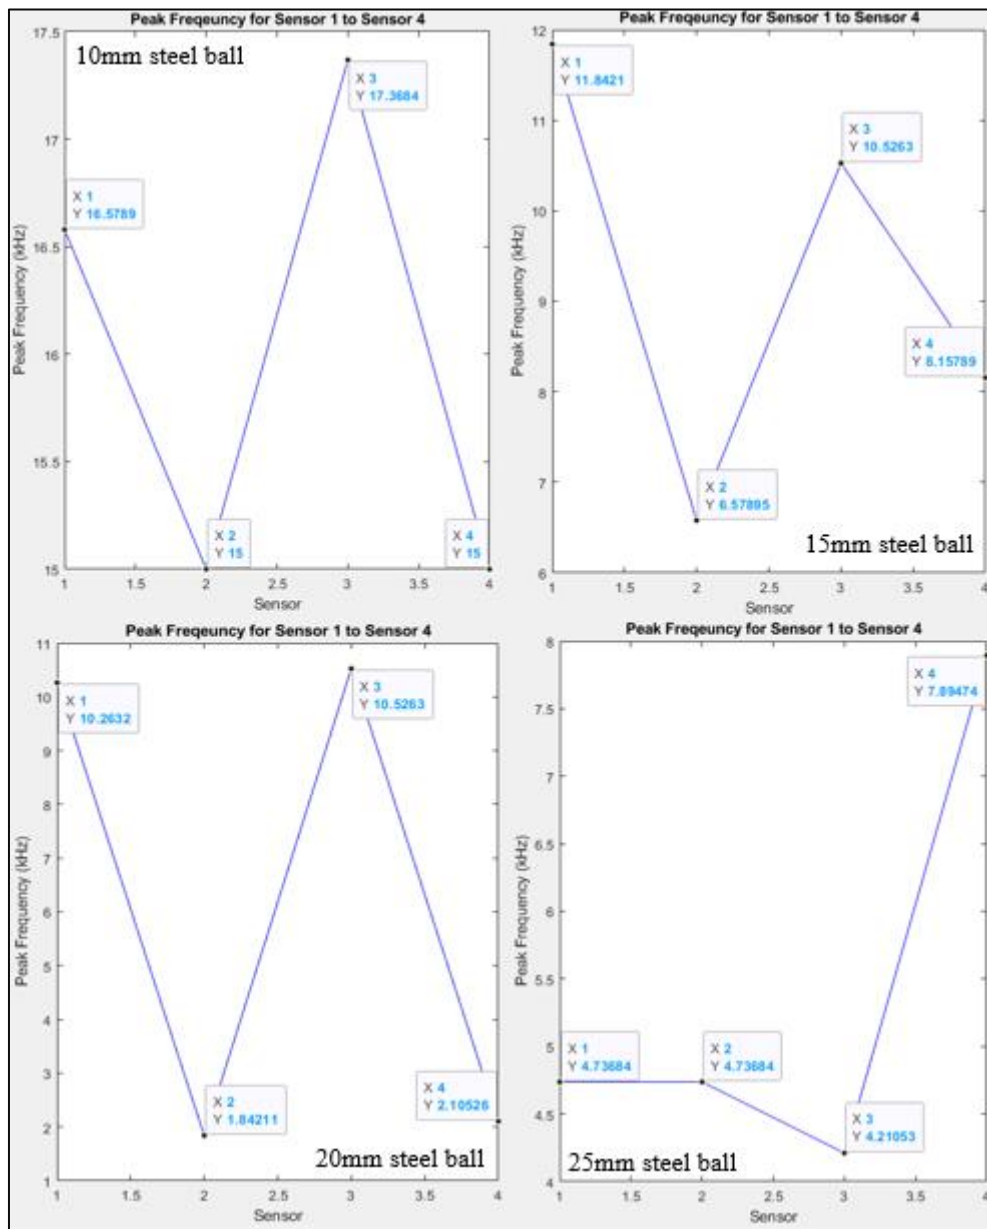 Peak Freqeuncy for Sensor 1 to Sensor 4
10mm steel ball
17.5
17
16.5
16
15.5
15
Peak Frequency (kHz)
X 1
Y 16.5789
X 2
Y 15
X 3
Y 17.3684
X 4
Y 15
1 1.5 2 2.5 3 3.5 4
Sensor
Peak Freqeuncy for Sensor 1 to Sensor 4
12
11
10
9
8
7
6
Peak Frequency (kHz)
X 1
Y 11.8421
X 2
Y 6.57895
X 3
Y 10.5263
X 4
Y 8.15789
15mm steel ball
1 1.5 2 2.5 3 3.5 4
Sensor
Peak Freqeuncy for Sensor 1 to Sensor 4
11
10
9
8
7
6
5
4
3
2
1
Peak Frequency (kHz)
X 1
Y 10.2632
X 2
Y 1.84211
X 3
Y 10.5263
X 4
Y 2.10526
20mm steel ball
1 1.5 2 2.5 3 3.5 4
Sensor
Peak Freqeuncy for Sensor 1 to Sensor 4
8
7.5
7
6.5
6
5.5
5
4.5
4
Peak Frequency (kHz)
X 1
Y 4.73684
X 2
Y 4.73684
X 3
Y 4.21053
X 4
Y 7.89474
25mm steel ball
1 1.5 2 2.5 3 3.5 4
Sensor